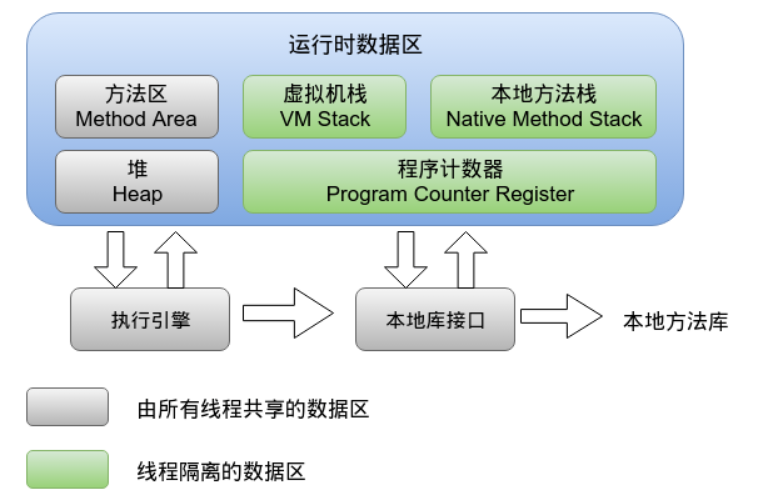 运行时数据区
方法区
Method Area
虚拟机栈
VM Stack
本地方法栈
Native Method Stack
堆
Heap
程序计数器
Program Counter Register
执行引擎
本地库接口
本地方法库
由所有线程共享的数据区
线程隔离的数据区